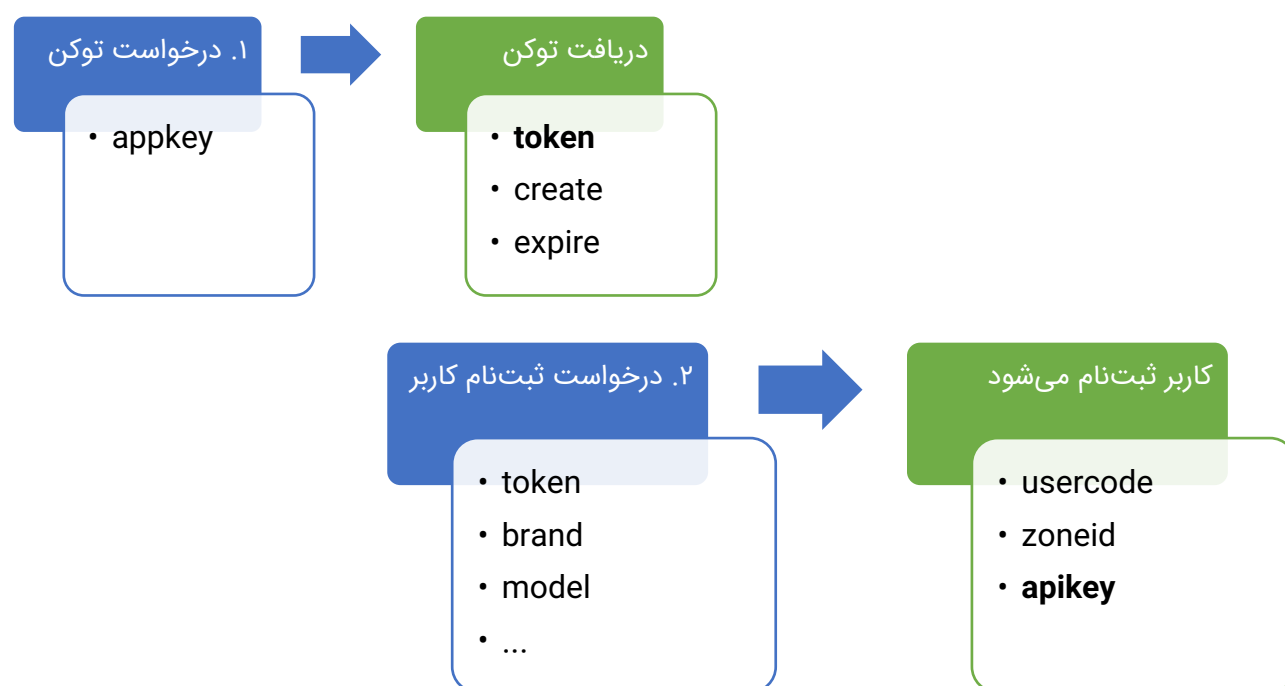 ۱. درخواست توکن
• appkey
دریافت توکن
• token
• create
• expire
۲. درخواست ثبت‌نام کاربر
• token
• brand
• model
• ...
کاربر ثبت‌نام می‌شود
• usercode
• zoneid
• apikey